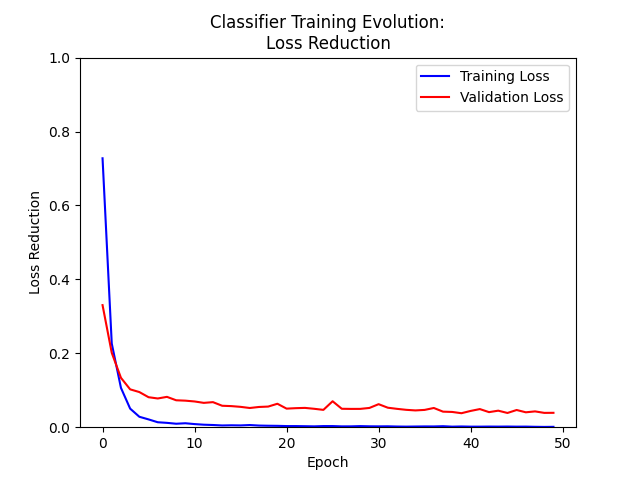 Classifier Training Evolution:
Loss Reduction
Training Loss
Validation Loss
Loss Reduction
1.0
0.8
0.6
0.4
0.2
0.0
0 10 20 30 40 50
Epoch